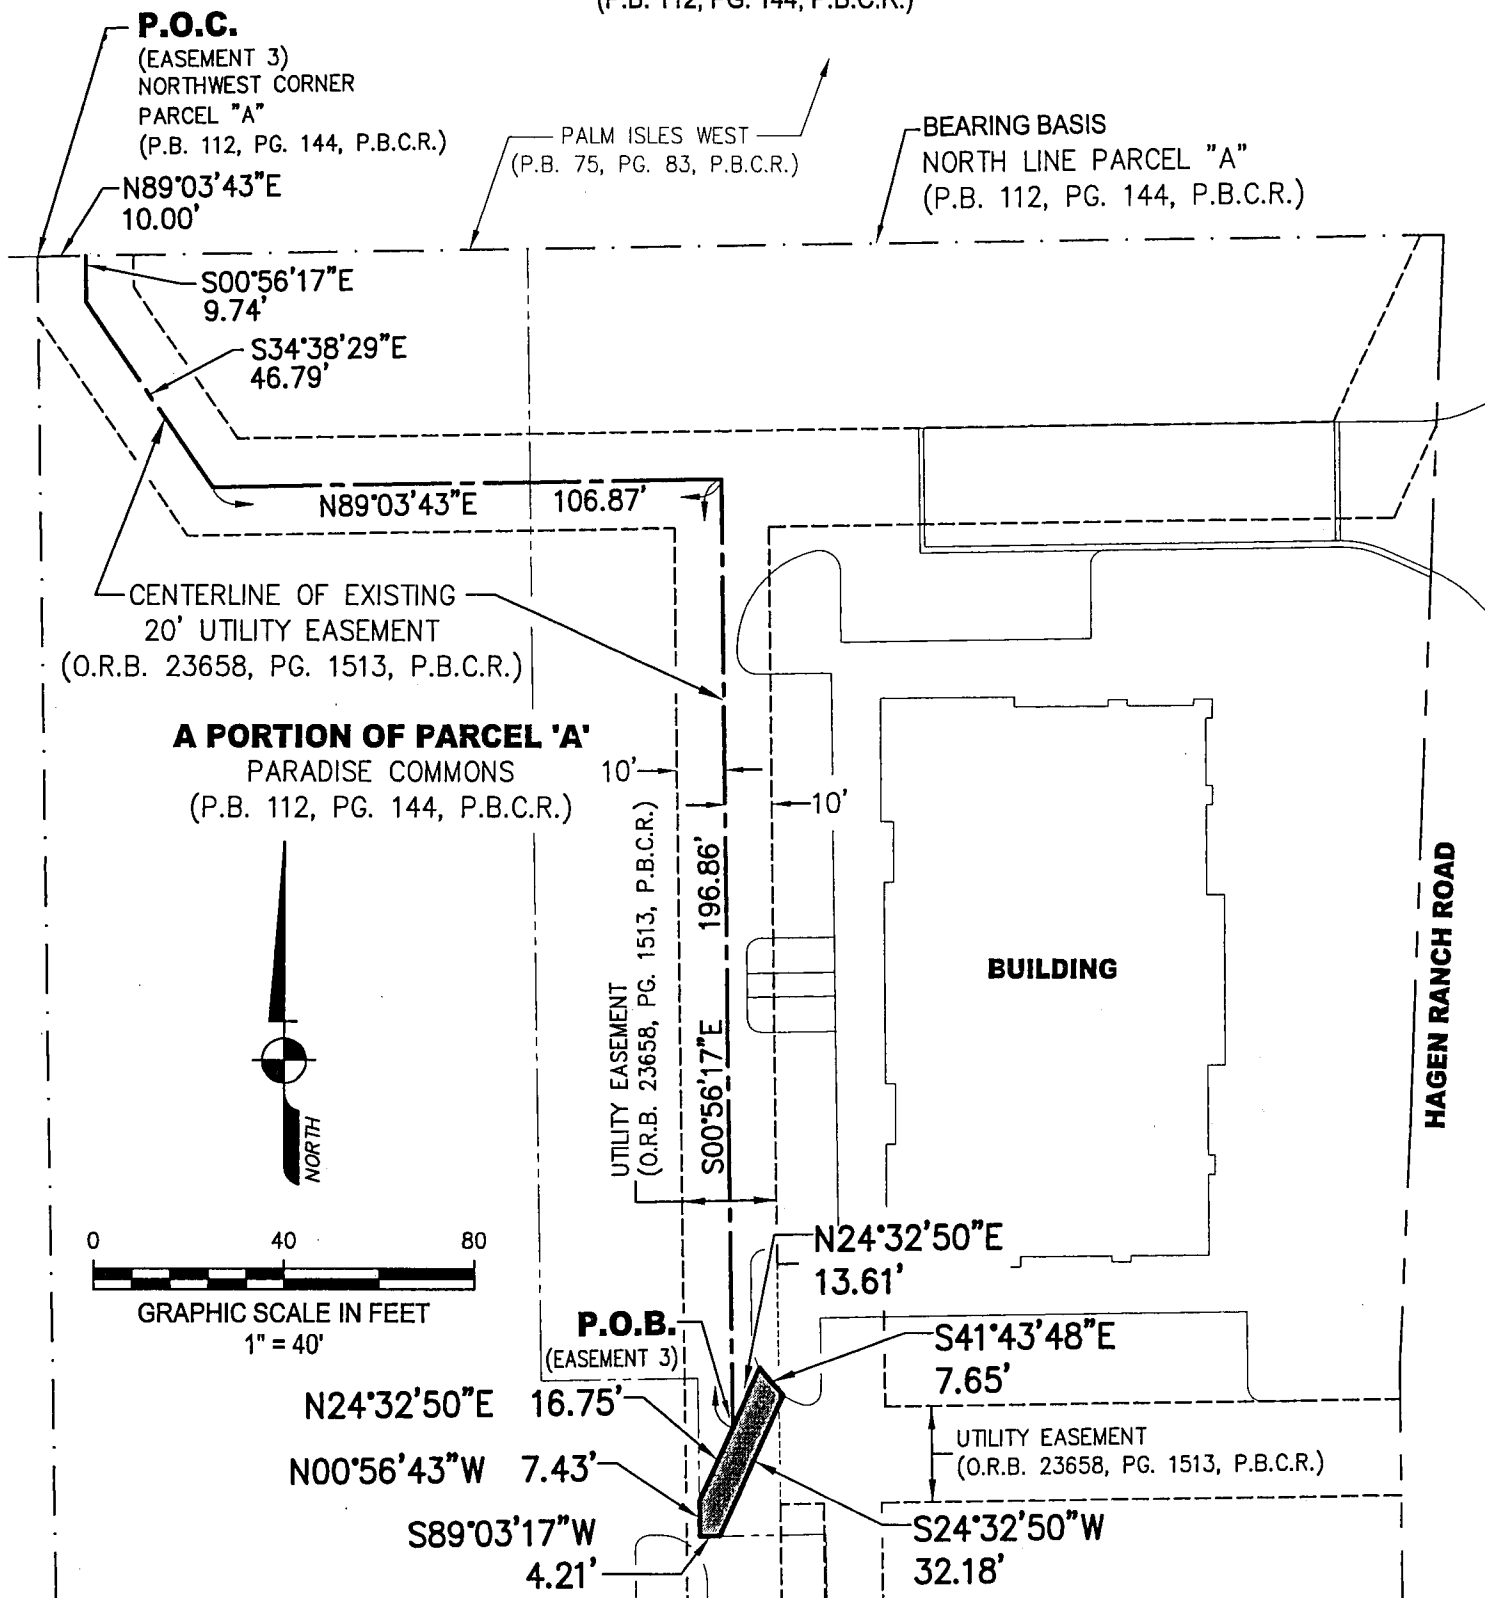 (P.B. 112, PG. 144, P.B.C.R.)
P.O.C.
(EASEMENT 3)
NORTHWEST CORNER
PARCEL "A"
(P.B. 112, PG. 144, P.B.C.R.)
N89°03'43"E
10.00'
PALM ISLES WEST
(P.B. 75, PG. 83, P.B.C.R.)
BEARING BASIS
NORTH LINE PARCEL "A"
(P.B. 112, PG. 144, P.B.C.R.)
S00°56'17"E
9.74'
S34°38'29"E
46.79'
N89°03'43"E 106.87'
CENTERLINE OF EXISTING
20' UTILITY EASEMENT
(O.R.B. 23658, PG. 1513, P.B.C.R.)
A PORTION OF PARCEL 'A'
PARADISE COMMONS
(P.B. 112, PG. 144, P.B.C.R.)
10'
10'
UTILITY EASEMENT
(O.R.B. 23658, PG. 1513, P.B.C.R.)
S00°56'17"E 196.86'
BUILDING
HAGEN RANCH ROAD
NORTH
0 40 80
GRAPHIC SCALE IN FEET
1" = 40'
N24°32'50"E
13.61'
P.O.B.
(EASEMENT 3)
S41°43'48"E
7.65'
N24°32'50"E 16.75'
N00°56'43"W 7.43'
UTILITY EASEMENT
(O.R.B. 23658, PG. 1513, P.B.C.R.)
S89°03'17"W
4.21'
S24°32'50"W
32.18'